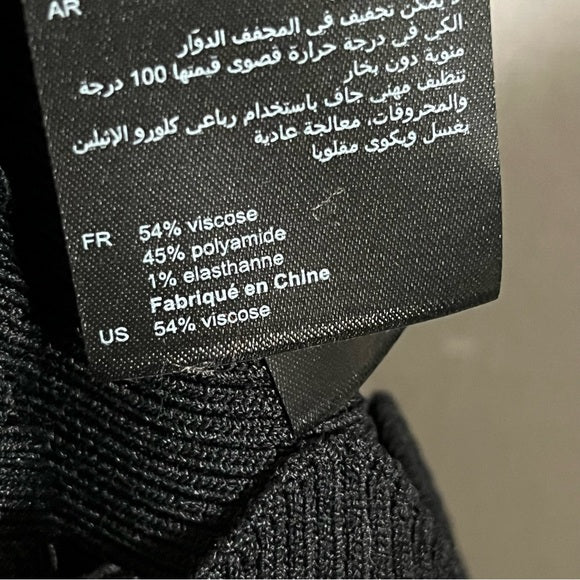 AR
يمكن تجفيف في المجفف الدوّار
الكي في درجة حرارة قصوى قيمتها 100 درجة
مئوية دون بخار
تنظيف مهني جاف باستخدام رباعي كلورو الإثيلين
والمحروقات، معالجة عادية
يغسل ويكوى مقلوبا
FR 54% viscose
45% polyamide
1% elasthanne
Fabriqué en Chine
US 54% viscose